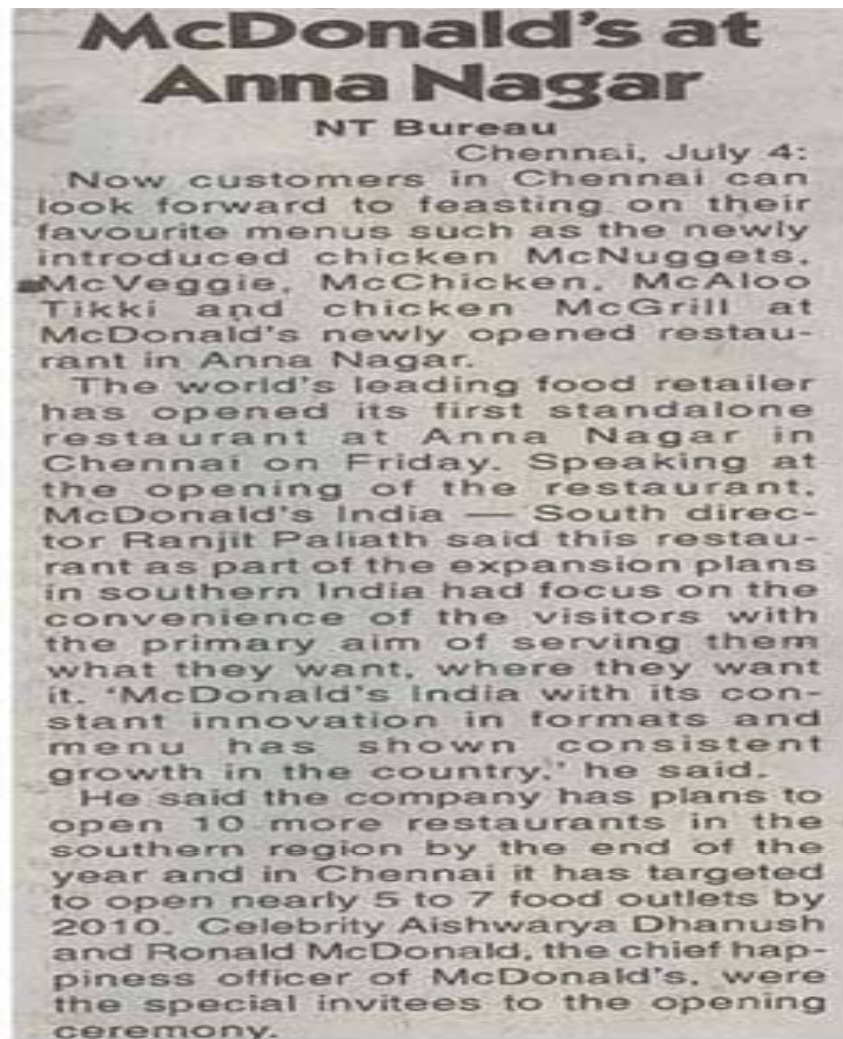 McDonald's at
Anna Nagar
NT Bureau
Chennai, July 4:
Now customers in Chennai can
look forward to feasting on their
favourite menus such as the newly
introduced chicken McNuggets,
McVeggie, McChicken, McAloo
Tikki and chicken McGrill at
McDonald's newly opened restau-
rant in Anna Nagar.
The world's leading food retailer
has opened its first standalone
restaurant at Anna Nagar in
Chennai on Friday. Speaking at
the opening of the restaurant,
McDonald's India — South direc-
tor Ranjit Paliath said this restau-
rant as part of the expansion plans
in southern India had focus on the
convenience of the visitors with
the primary aim of serving them
what they want, where they want
it. 'McDonald's India with its con-
stant innovation in formats and
menu has shown consistent
growth in the country,' he said.
He said the company has plans to
open 10 more restaurants in the
southern region by the end of the
year and in Chennai it has targeted
to open nearly 5 to 7 food outlets by
2010. Celebrity Aishwarya Dhanush
and Ronald McDonald, the chief hap-
piness officer of McDonald's, were
the special invitees to the opening
ceremony.